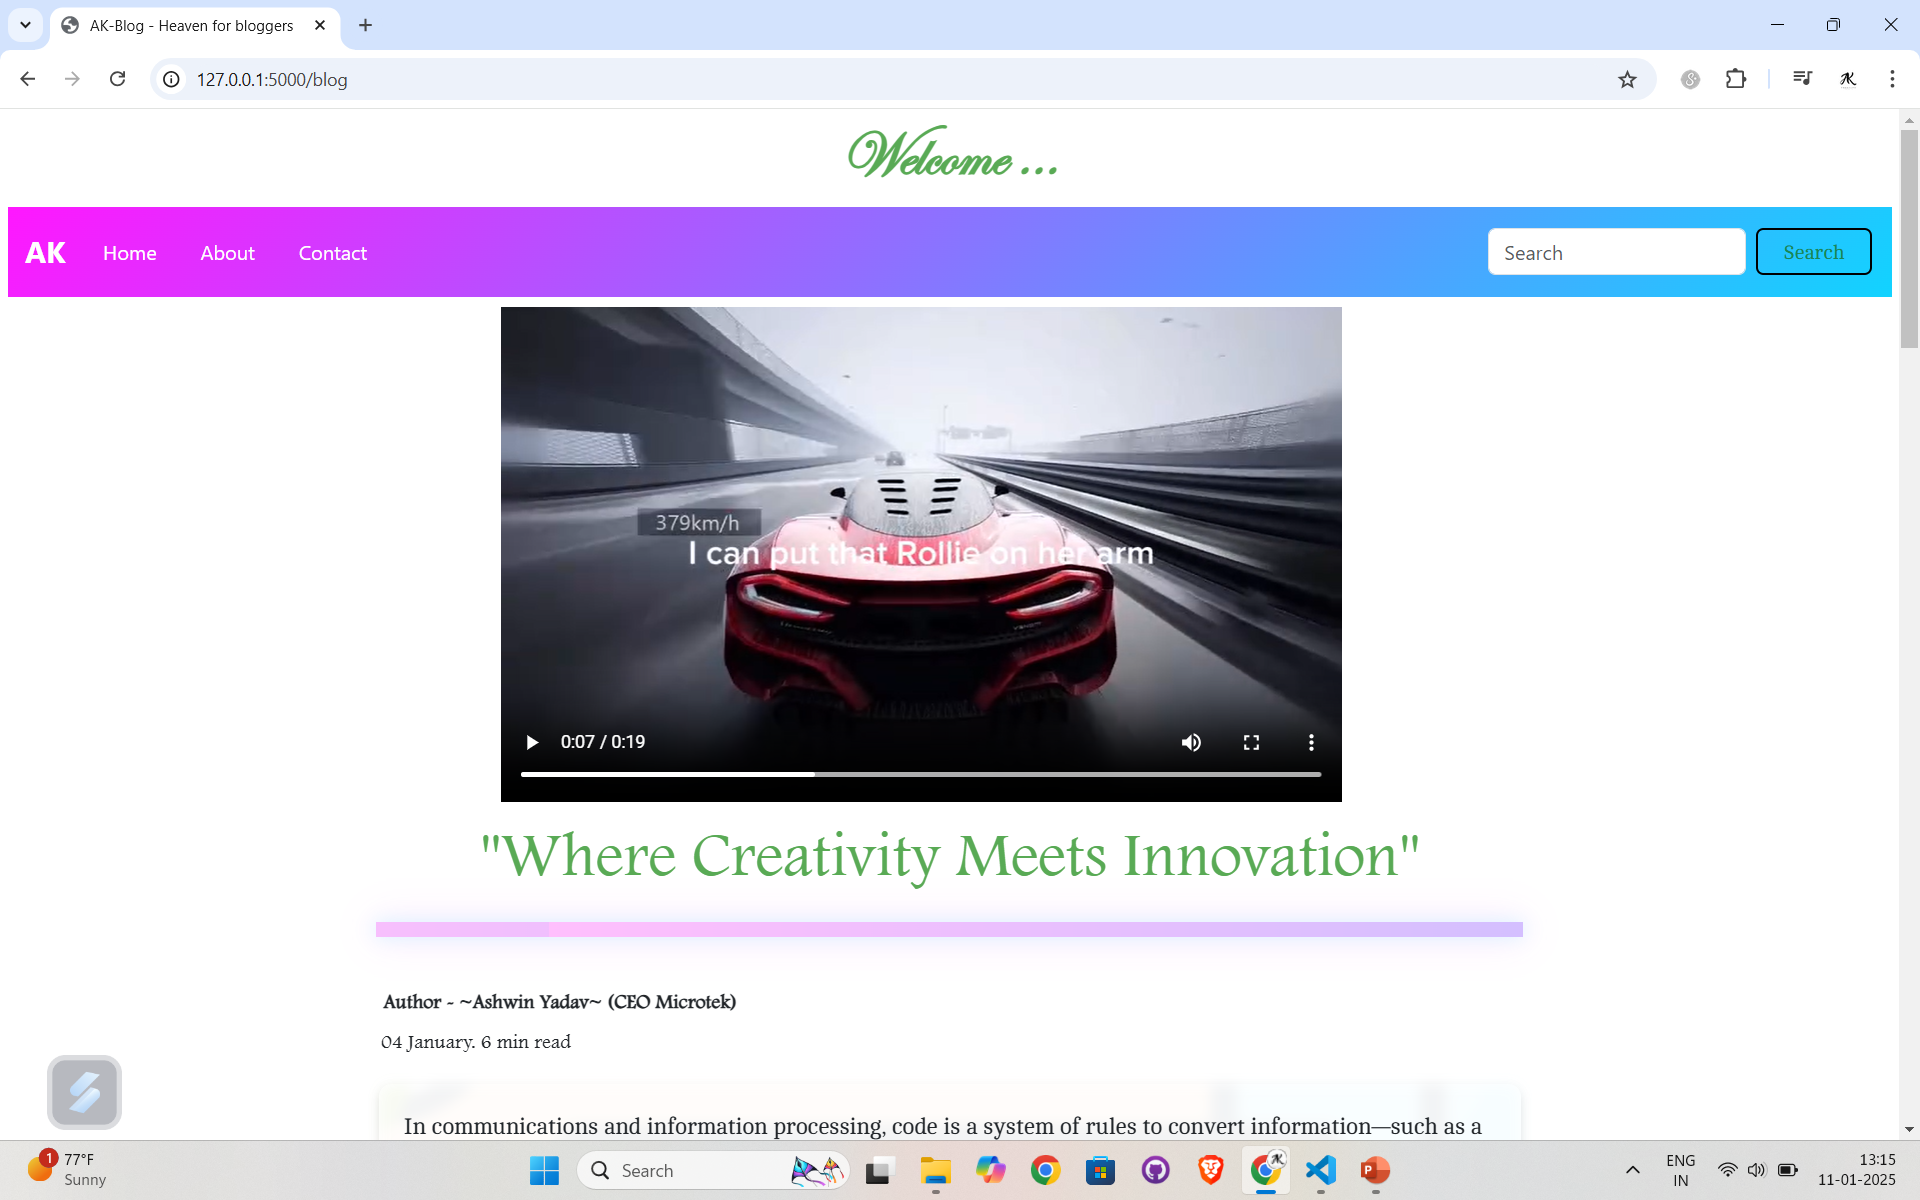 AK-Blog - Heaven for bloggers
127.0.0.1:5000/blog
Welcome ...
AK Home About Contact Search Search
379km/h
I can put that Rollie on her arm
0:07 / 0:19
"Where Creativity Meets Innovation"
Author - ~Ashwin Yadav~ (CEO Microtek)
04 January. 6 min read
In communications and information processing, code is a system of rules to convert information—such as a
1
77°F
Sunny
Search
ENG
IN
13:15
11-01-2025